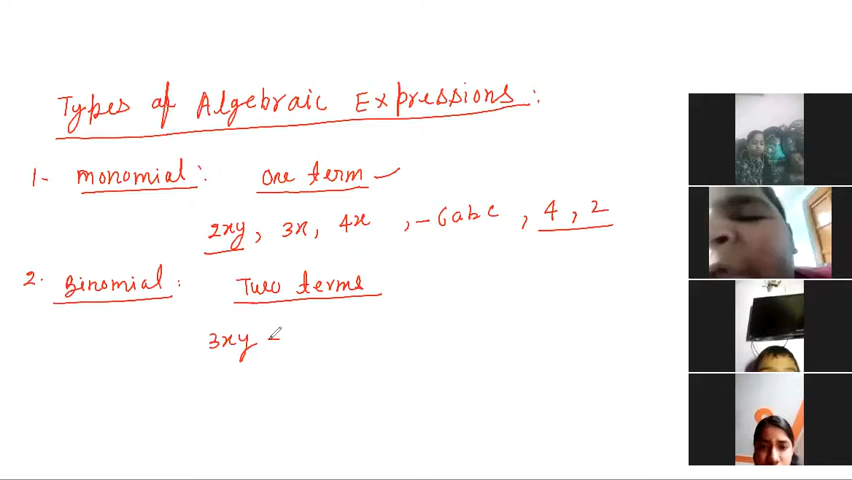 Types of Algebraic Expressions:
1- Monomial: One term
2xy, 3x, 4x, -6abc, 4, 2
2. Binomial: Two terms
3xy